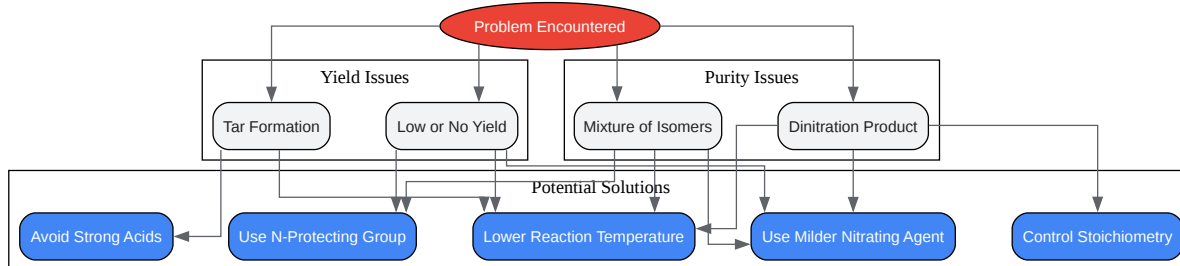 Problem Encountered
Yield Issues
Purity Issues
Tar Formation
Low or No Yield
Mixture of Isomers
Dinitration Product
Potential Solutions
Avoid Strong Acids
Use N-Protecting Group
Lower Reaction Temperature
Use Milder Nitrating Agent
Control Stoichiometry